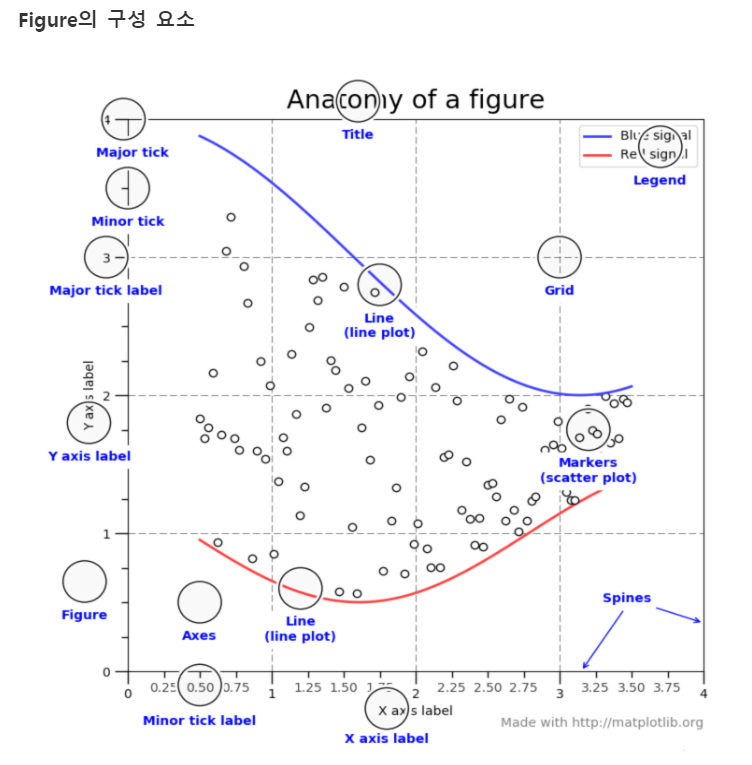 Figure의 구성 요소
Anatomy of a figure
Title
Blue signal
Red signal
Legend
4
Major tick
Minor tick
3
Major tick label
Grid
Line
(line plot)
2
Y axis label
Y axis label
Markers
(scatter plot)
1
Figure
Axes
Line
(line plot)
Spines
0
0 0.25 0.50 0.75 1 1.25 1.50 1.75 2 2.25 2.50 2.75 3 3.25 3.50 3.75 4
Minor tick label
X axis label
X axis label
Made with http://matplotlib.org